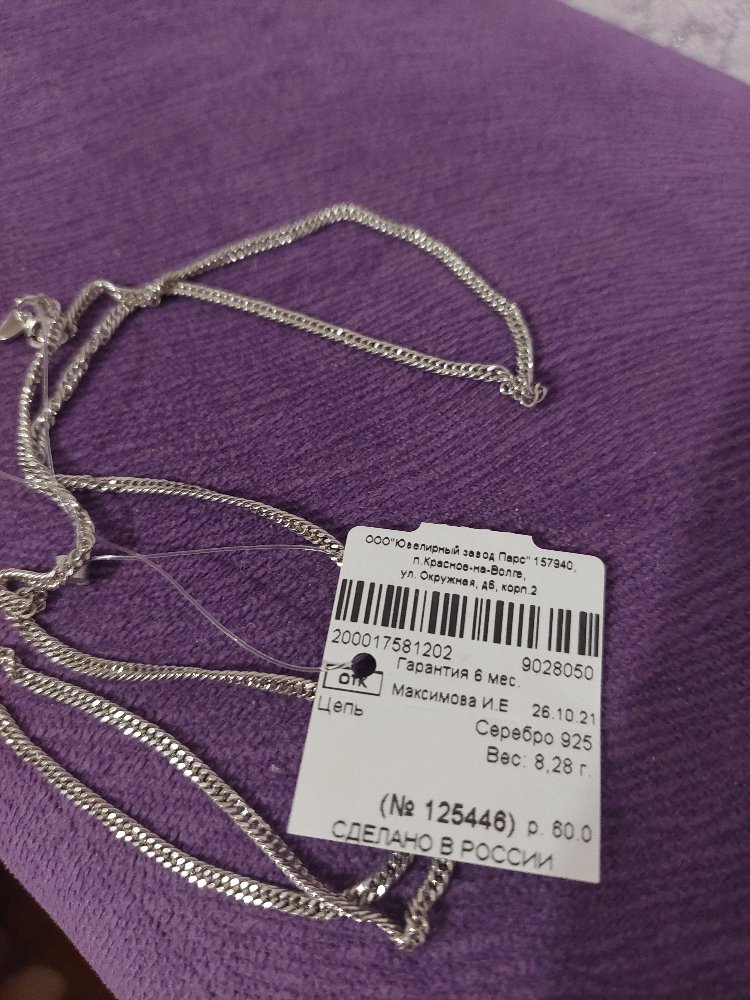 ООО"Ювелирный завод Парс" 157940,
п.Красное-на-Волге,
ул. Окружная, д6, корп.2
200017581202 9028050
Гарантия 6 мес.
ОТК
Максимова И.Е 26.10.21
Цепь
Серебро 925
Вес: 8,28 г.
(№ 125446) р. 60.0
СДЕЛАНО В РОССИИ